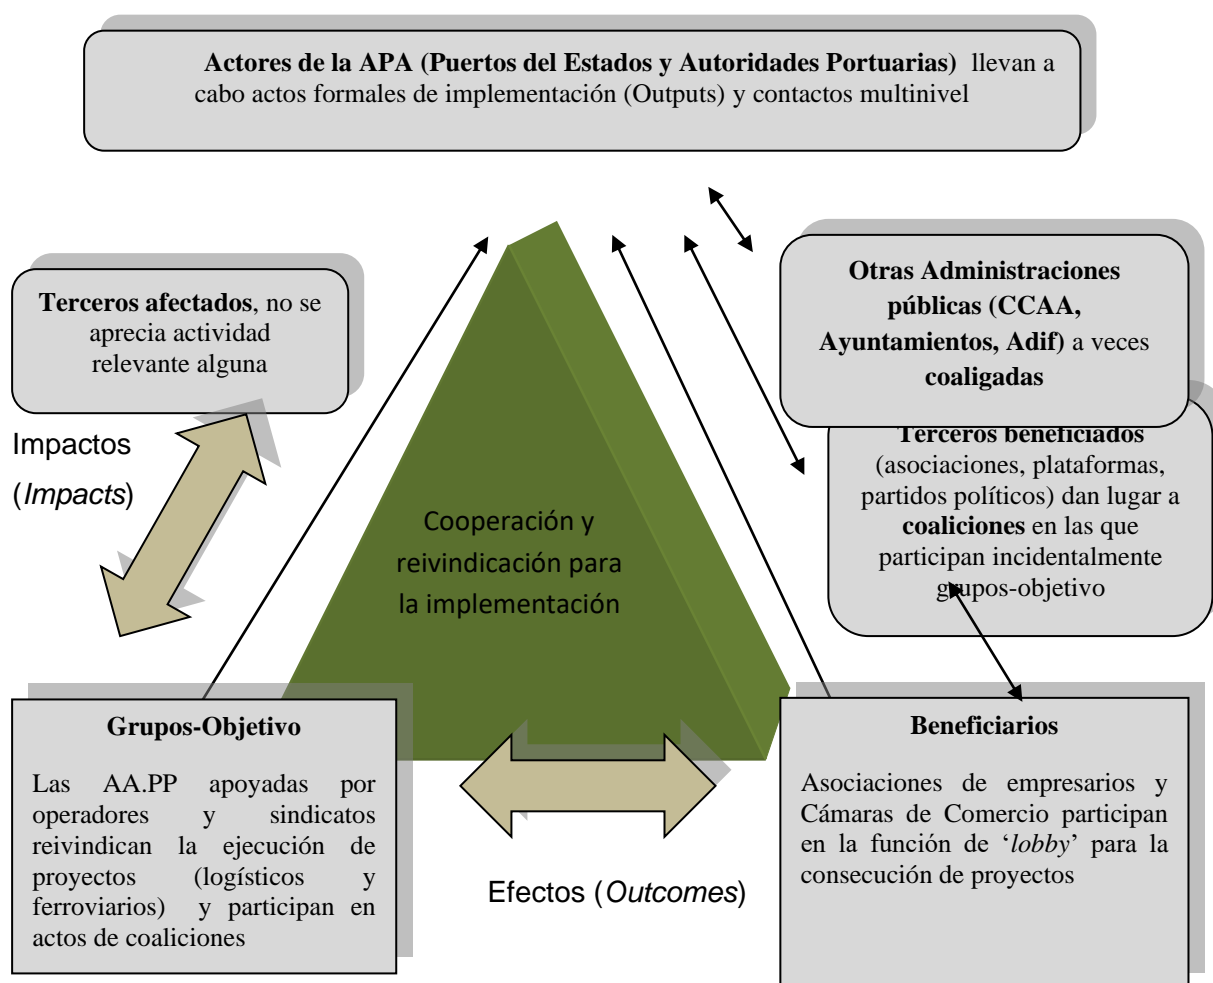 Actores de la APA (Puertos del Estados y Autoridades Portuarias) llevan a
cabo actos formales de implementación (Outputs) y contactos multinivel
Terceros afectados, no se
aprecia actividad
relevante alguna
Otras Administraciones
públicas (CCAA,
Ayuntamientos, Adif) a veces
coaligadas
Terceros beneficiados
(asociaciones, plataformas,
partidos políticos) dan lugar a
coaliciones en las que
participan incidentalmente
grupos-objetivo
Impactos
(Impacts)
Cooperación y
reivindicación para
la implementación
Grupos-Objetivo
Las AA.PP apoyadas por
operadores y sindicatos
reivindican la ejecución de
proyectos (logísticos y
ferroviarios) y participan en
actos de coaliciones
Efectos (Outcomes)
Beneficiarios
Asociaciones de empresarios y
Cámaras de Comercio participan
en la función de ‘lobby’ para la
consecución de proyectos